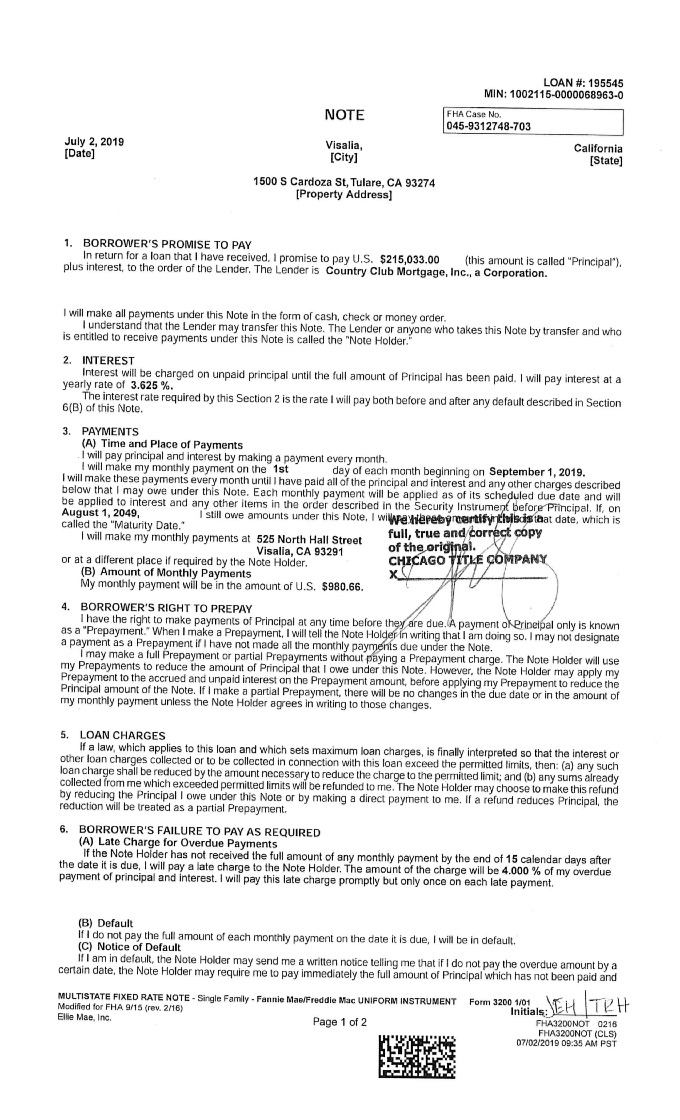 LOAN #: 195545
MIN: 1002115-0000068963-0
NOTE
FHA Case No.
045-9312748-703
July 2, 2019
[Date]
Visalia,
[City]
California
[State]
1500 S Cardoza St, Tulare, CA 93274
[Property Address]
1. BORROWER'S PROMISE TO PAY
In return for a loan that I have received, I promise to pay U.S. $215,033.00 (this amount is called "Principal"),
plus interest, to the order of the Lender. The Lender is Country Club Mortgage, Inc., a Corporation.
I will make all payments under this Note in the form of cash, check or money order.
I understand that the Lender may transfer this Note. The Lender or anyone who takes this Note by transfer and who
is entitled to receive payments under this Note is called the "Note Holder."
2. INTEREST
Interest will be charged on unpaid principal until the full amount of Principal has been paid. I will pay interest at a
yearly rate of 3.625 %.
The interest rate required by this Section 2 is the rate I will pay both before and after any default described in Section
6(B) of this Note.
3. PAYMENTS
(A) Time and Place of Payments
I will pay principal and interest by making a payment every month.
I will make my monthly payment on the 1st day of each month beginning on September 1, 2019.
I will make these payments every month until I have paid all of the principal and interest and any other charges described
below that I may owe under this Note. Each monthly payment will be applied as of its scheduled due date and will
be applied to interest and any other items in the order described in the Security Instrument before Principal. If, on
August 1, 2049, I still owe amounts under this Note, I will that date, which is
called the "Maturity Date."
I will make my monthly payments at 525 North Hall Street
Visalia, CA 93291
or at a different place if required by the Note Holder.
We hereby certify this is a
full, true and correct copy
of the original.
CHICAGO TITLE COMPANY
X
(B) Amount of Monthly Payments
My monthly payment will be in the amount of U.S. $980.66.
4. BORROWER'S RIGHT TO PREPAY
I have the right to make payments of Principal at any time before they are due. A payment of Principal only is known
as a "Prepayment." When I make a Prepayment, I will tell the Note Holder in writing that I am doing so. I may not designate
a payment as a Prepayment if I have not made all the monthly payments due under the Note.
I may make a full Prepayment or partial Prepayments without paying a Prepayment charge. The Note Holder will use
my Prepayments to reduce the amount of Principal that I owe under this Note. However, the Note Holder may apply my
Prepayment to the accrued and unpaid interest on the Prepayment amount, before applying my Prepayment to reduce the
Principal amount of the Note. If I make a partial Prepayment, there will be no changes in the due date or in the amount of
my monthly payment unless the Note Holder agrees in writing to those changes.
5. LOAN CHARGES
If a law, which applies to this loan and which sets maximum loan charges, is finally interpreted so that the interest or
other loan charges collected or to be collected in connection with this loan exceed the permitted limits, then: (a) any such
loan charge shall be reduced by the amount necessary to reduce the charge to the permitted limit; and (b) any sums already
collected from me which exceeded permitted limits will be refunded to me. The Note Holder may choose to make this refund
by reducing the Principal I owe under this Note or by making a direct payment to me. If a refund reduces Principal, the
reduction will be treated as a partial Prepayment.
6. BORROWER'S FAILURE TO PAY AS REQUIRED
(A) Late Charge for Overdue Payments
If the Note Holder has not received the full amount of any monthly payment by the end of 15 calendar days after
the date it is due, I will pay a late charge to the Note Holder. The amount of the charge will be 4.000 % of my overdue
payment of principal and interest. I will pay this late charge promptly but only once on each late payment.
(B) Default
If I do not pay the full amount of each monthly payment on the date it is due, I will be in default.
(C) Notice of Default
If I am in default, the Note Holder may send me a written notice telling me that if I do not pay the overdue amount by a
certain date, the Note Holder may require me to pay immediately the full amount of Principal which has not been paid and
MULTISTATE FIXED RATE NOTE - Single Family - Fannie Mae/Freddie Mac UNIFORM INSTRUMENT Form 3200 1/01
Modified for FHA 9/15 (rev. 2/16)
Ellie Mae, Inc.
Page 1 of 2
Initials: JEH / TRH
FHA3200NOT 0216
FHA3200NOT (CLS)
07/02/2019 09:35 AM PST